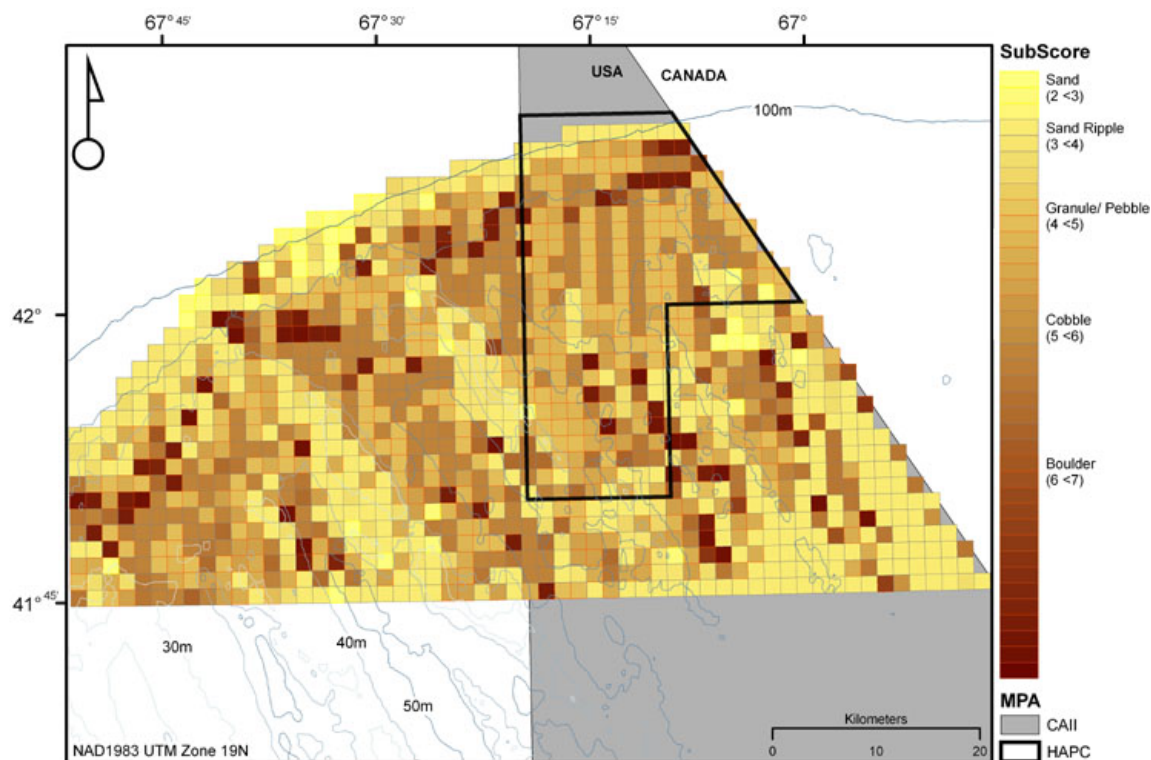 67° 45' 67° 30' 67° 15' 67°
42°
41° 45'
USA
CANADA
100m
30m
40m
50m
NAD1983 UTM Zone 19N
Kilometers
0 10 20
SubScore
Sand
(2 <3)
Sand Ripple
(3 <4)
Granule/ Pebble
(4 <5)
Cobble
(5 <6)
Boulder
(6 <7)
MPA
CAII
HAPC